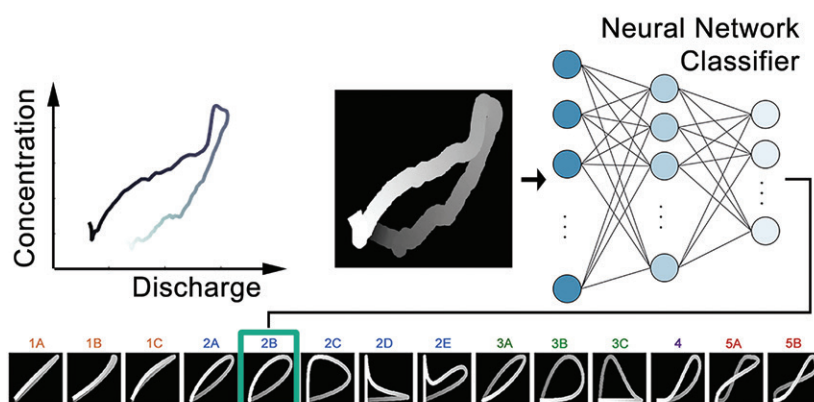 Neural Network
Classifier
Concentration
Discharge
1A 1B 1C 2A 2B 2C 2D 2E 3A 3B 3C 4 5A 5B